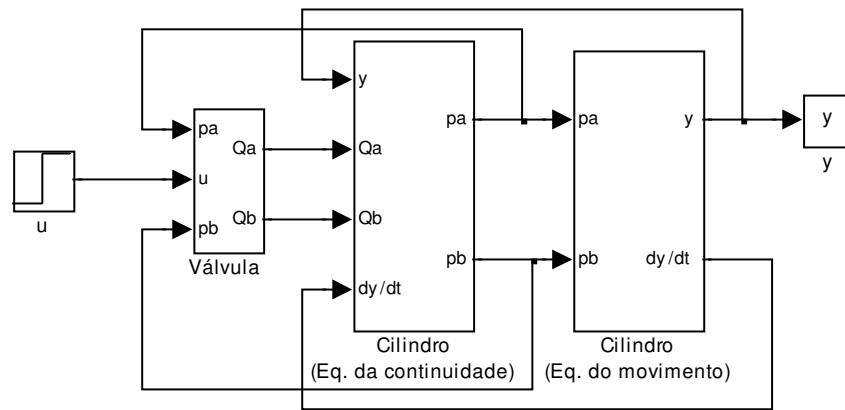 u
pa
u
pb
Qa
Qb
Válvula
y
Qa
Qb
dy/dt
pa
pb
Cilindro
(Eq. da continuidade)
pa
pb
y
dy/dt
Cilindro
(Eq. do movimento)
y
y